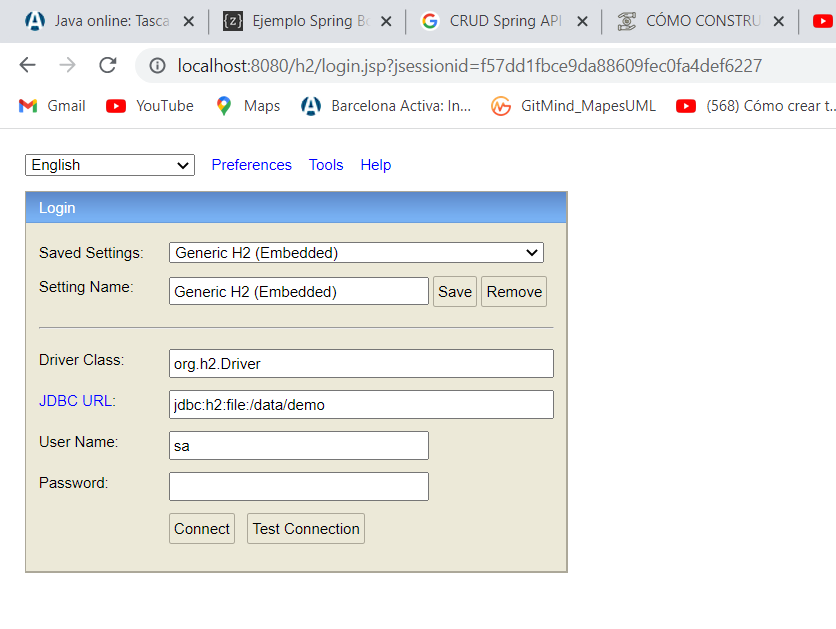 Java online: Tasca
Ejemplo Spring Bo
CRUD Spring API
CÓMO CONSTRU
localhost:8080/h2/login.jsp?jsessionid=f57dd1fbce9da88609fec0fa4def6227
Gmail YouTube Maps Barcelona Activa: In... GitMind_MapesUML (568) Cómo crear t...
English Preferences Tools Help
Login
Saved Settings: Generic H2 (Embedded)
Setting Name: Generic H2 (Embedded) Save Remove
Driver Class: org.h2.Driver
JDBC URL: jdbc:h2:file:/data/demo
User Name: sa
Password:
Connect Test Connection